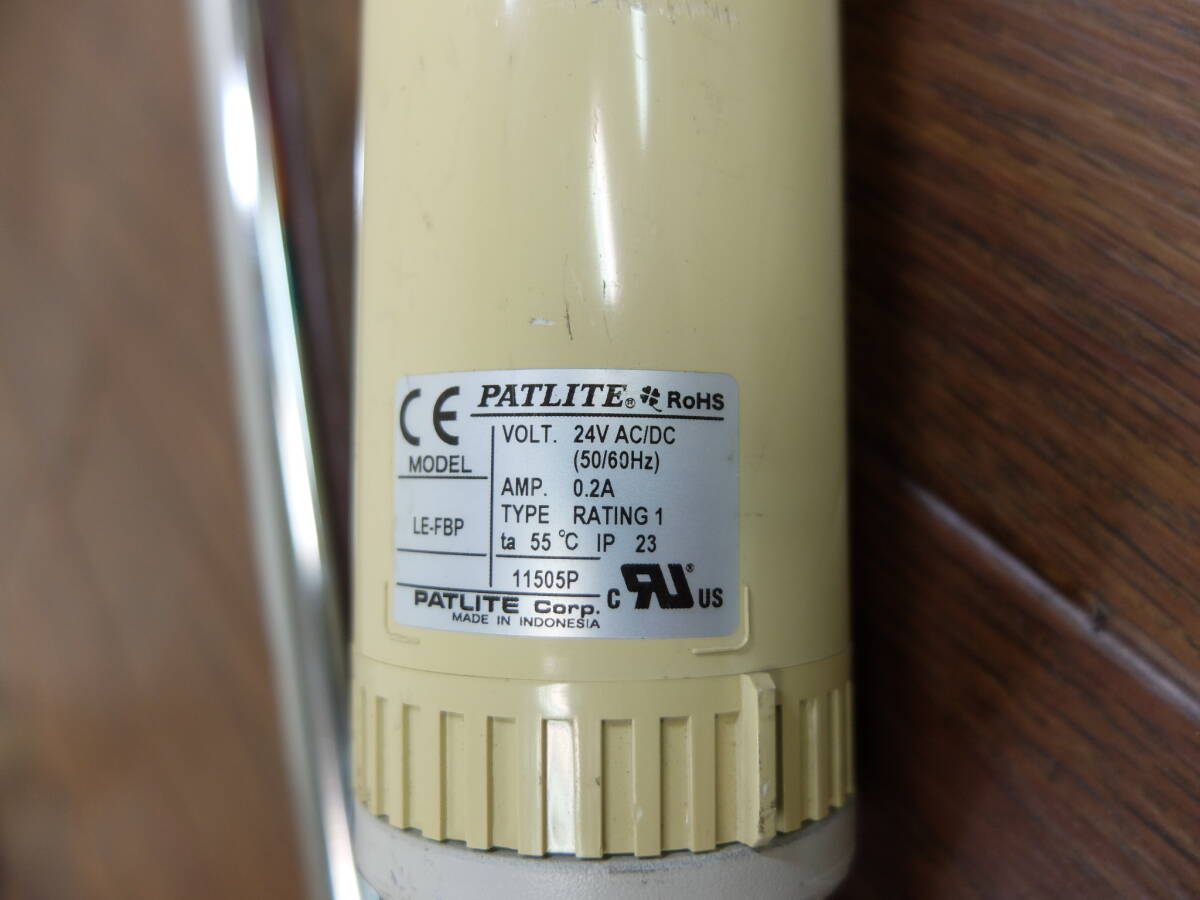 CE PATLITE® RoHS
MODEL
LE-FBP
VOLT. 24V AC/DC
(50/60Hz)
AMP. 0.2A
TYPE RATING 1
ta 55 °C IP 23
11505P
PATLITE Corp.
MADE IN INDONESIA
C RU® US